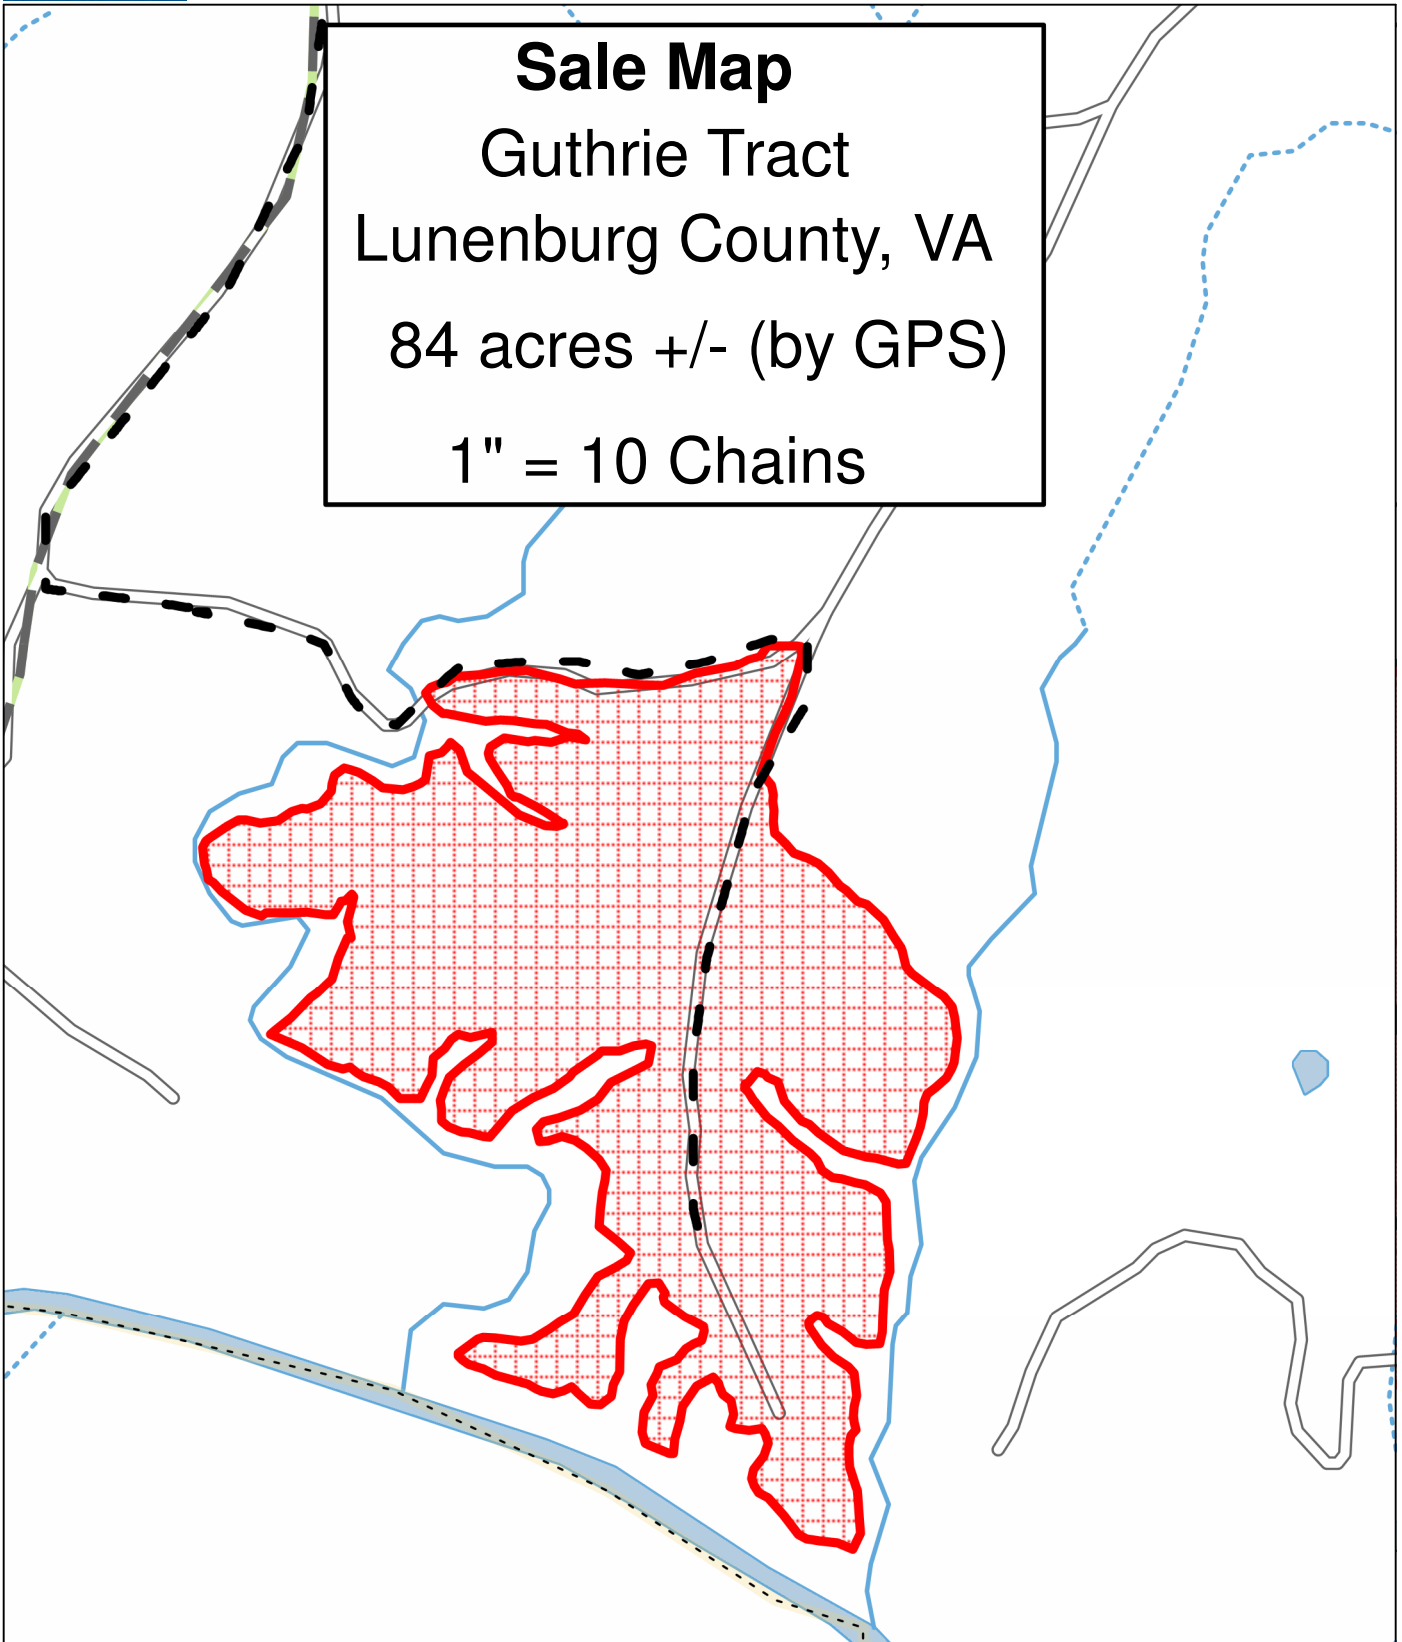 Sale Map
Guthrie Tract
Lunenburg County, VA
84 acres +/- (by GPS)
1" = 10 Chains